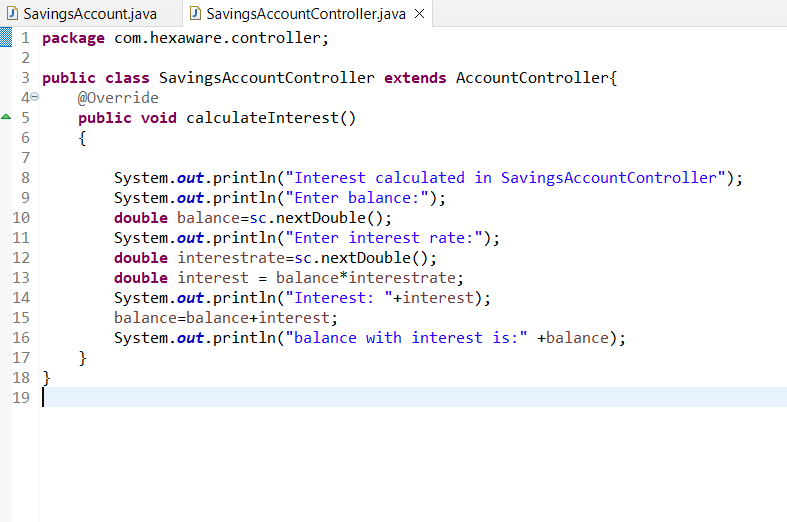 SavingsAccount.java SavingsAccountController.java
1 package com.hexaware.controller;
2
3 public class SavingsAccountController extends AccountController{
4 @Override
5 public void calculateInterest()
6 {
7
8 System.out.println("Interest calculated in SavingsAccountController");
9 System.out.println("Enter balance:");
10 double balance=sc.nextDouble();
11 System.out.println("Enter interest rate:");
12 double interestrate=sc.nextDouble();
13 double interest = balance*interestrate;
14 System.out.println("Interest: "+interest);
15 balance=balance+interest;
16 System.out.println("balance with interest is:" +balance);
17 }
18 }
19